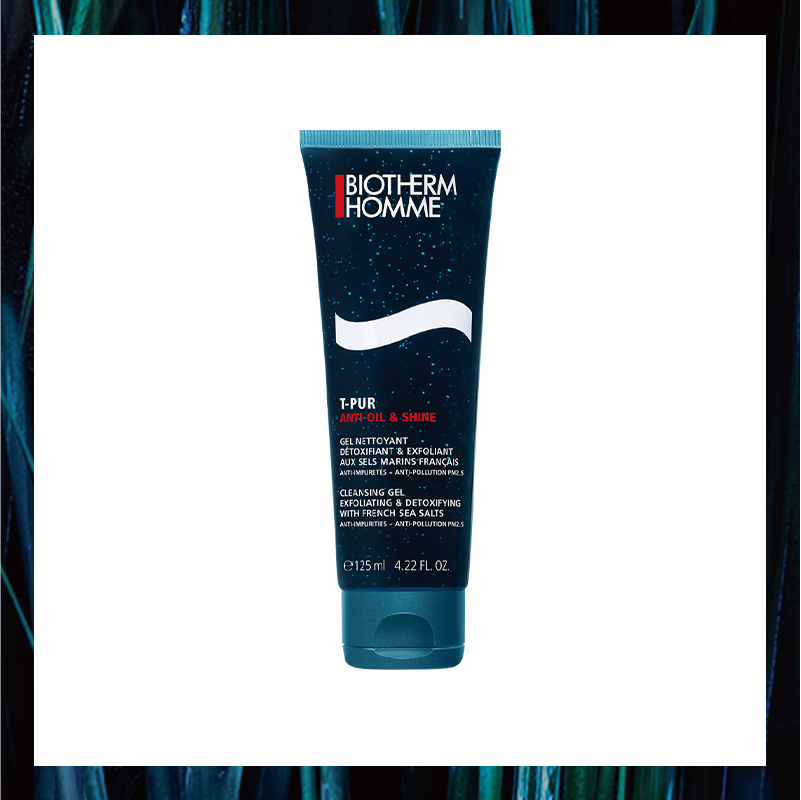 BIOTHERM
HOMME
T-PUR
ANTI-OIL & SHINE
GEL NETTOYANT
DÉTOXIFIANT & EXFOLIANT
AUX SELS MARINS FRANÇAIS
ANTI-IMPURETÉS – ANTI-POLLUTION PM2.5
CLEANSING GEL
EXFOLIATING & DETOXIFYING
WITH FRENCH SEA SALTS
ANTI-IMPURITIES – ANTI-POLLUTION PM2.5
℮125 ml 4.22 FL. OZ.